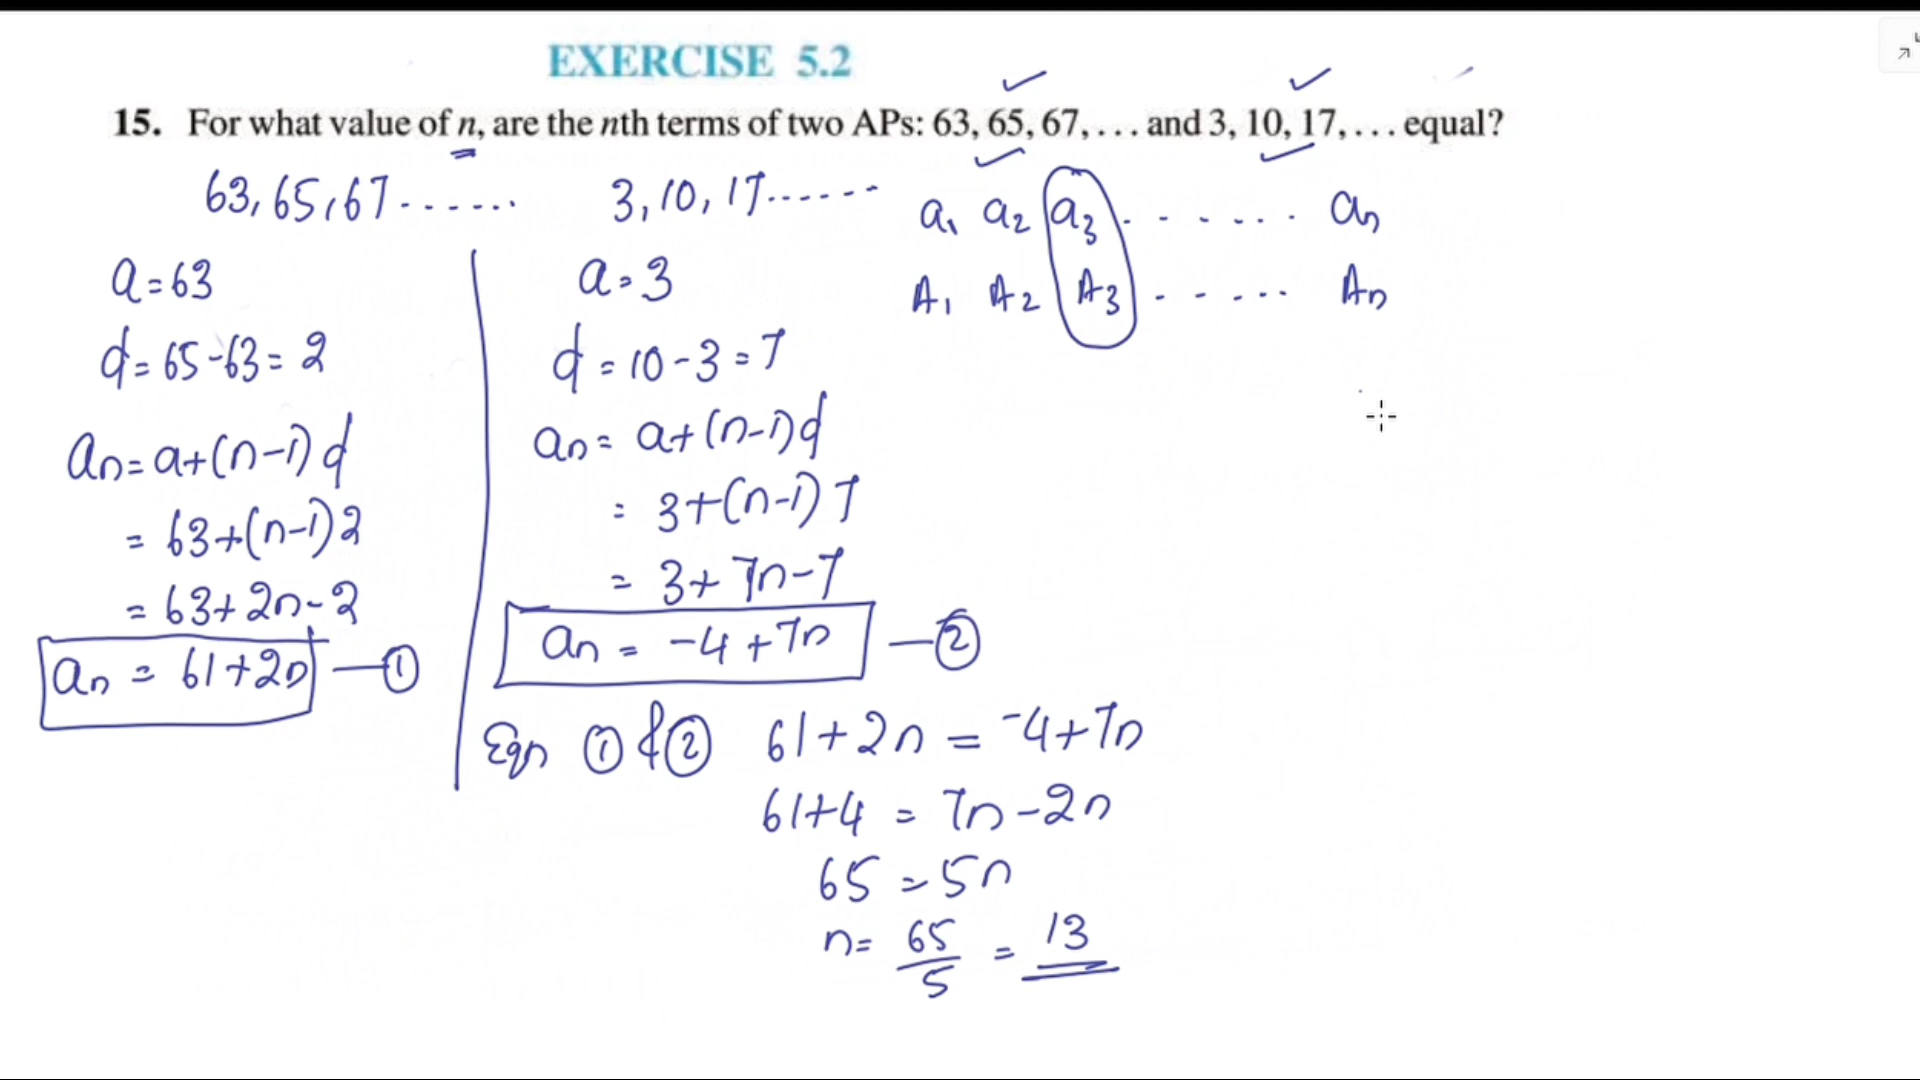 EXERCISE 5.2
15. For what value of n, are the nth terms of two APs: 63, 65, 67, . . . and 3, 10, 17, . . . equal?
63, 65, 67 . . . . . .
a = 63
d = 65 - 63 = 2
an = a + (n-1) d
= 63 + (n-1) 2
= 63 + 2n - 2
an = 61 + 2n — ①
3, 10, 17 . . . . . .
a = 3
d = 10 - 3 = 7
an = a + (n-1) d
= 3 + (n-1) 7
= 3 + 7n - 7
an = -4 + 7n — ②
a1 a2 a3 . . . . . . an
A1 A2 A3 . . . . . An
Eqn ① & ② 61 + 2n = -4 + 7n
61 + 4 = 7n - 2n
65 = 5n
n = 65/5 = 13